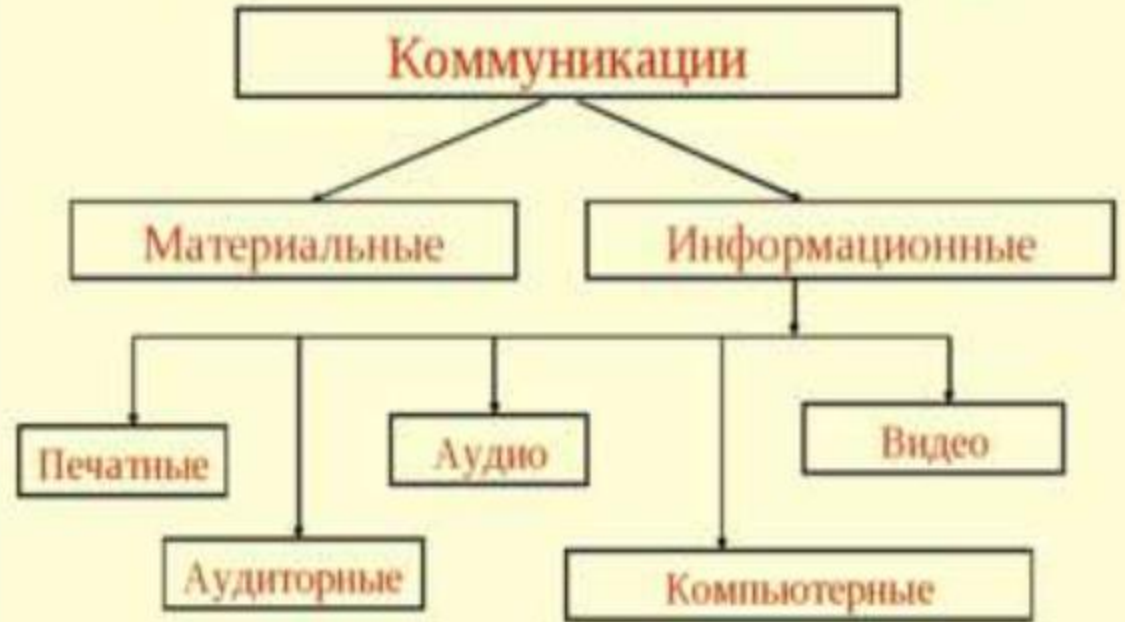 Коммуникации
Материальные
Информационные
Печатные
Аудио
Видео
Аудиторные
Компьютерные